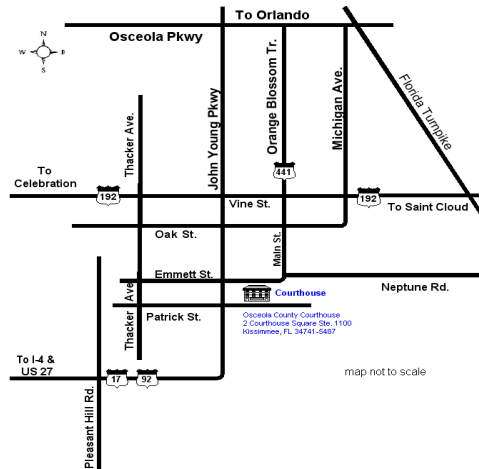 To Orlando
Osceola Pkwy
N
W
E
S
Thacker Ave.
John Young Pkwy
Orange Blossom Tr.
Michigan Ave.
Florida Turnpike
To
Celebration
192
441
192
Vine St.
To Saint Cloud
Oak St.
Main St.
Emmett St.
Neptune Rd.
Courthouse
Thacker Ave
Patrick St.
Osceola County Courthouse
2 Courthouse Square Ste. 1100
Kissimmee, FL 34741-5487
To I-4 &
US 27
17
92
map not to scale
Pleasant Hill Rd.